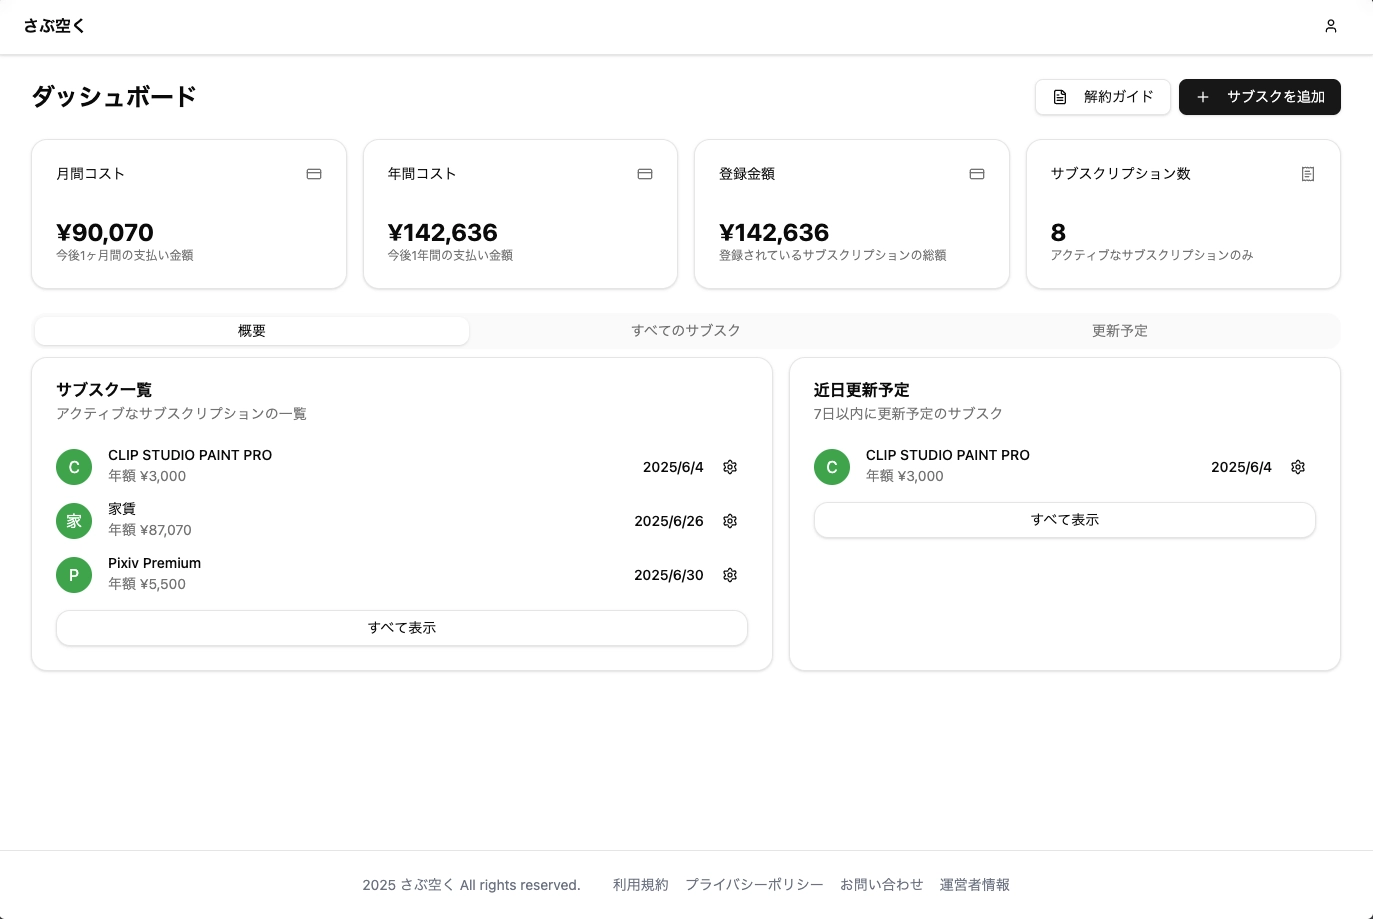 さぶ空く
ダッシュボード
解約ガイド
サブスクを追加
月間コスト
¥90,070
今後1ヶ月間の支払い金額
年間コスト
¥142,636
今後1年間の支払い金額
登録金額
¥142,636
登録されているサブスクリプションの総額
サブスクリプション数
8
アクティブなサブスクリプションのみ
概要
すべてのサブスク
更新予定
サブスク一覧
アクティブなサブスクリプションの一覧
C
CLIP STUDIO PAINT PRO
年額 ¥3,000
2025/6/4
家
家賃
年額 ¥87,070
2025/6/26
P
Pixiv Premium
年額 ¥5,500
2025/6/30
すべて表示
近日更新予定
7日以内に更新予定のサブスク
C
CLIP STUDIO PAINT PRO
年額 ¥3,000
2025/6/4
すべて表示
2025 さぶ空く All rights reserved.
利用規約
プライバシーポリシー
お問い合わせ
運営者情報